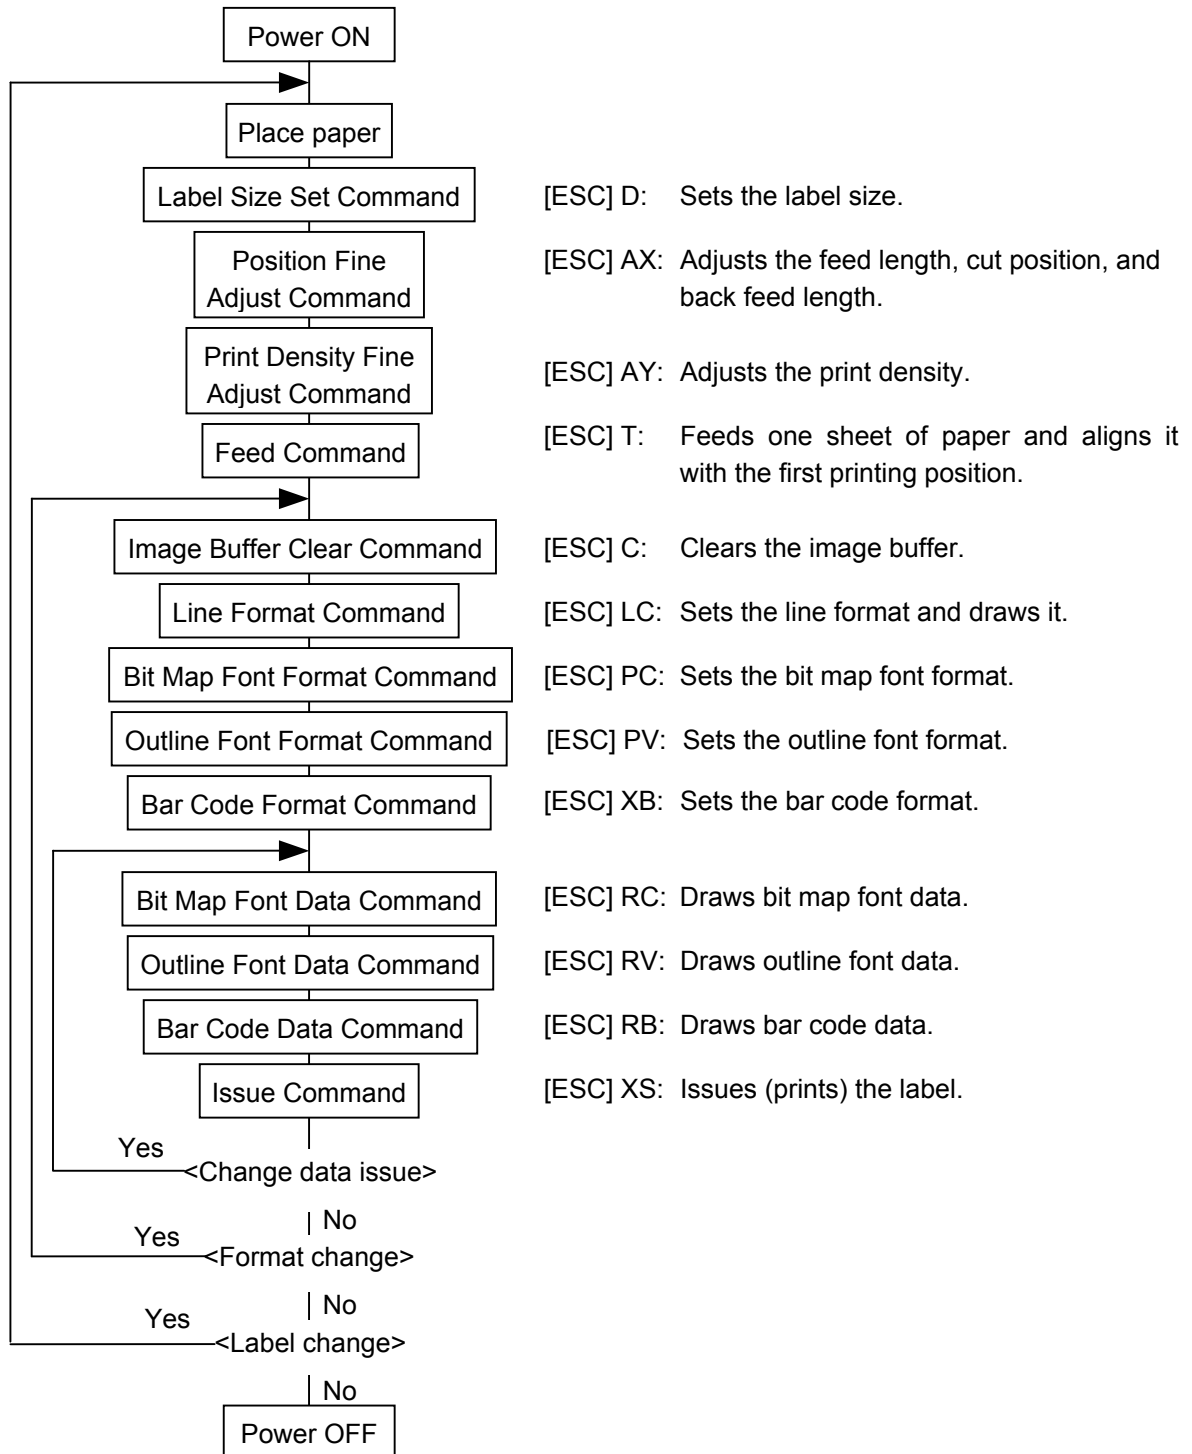 Power ON
Place paper
Label Size Set Command [ESC] D: Sets the label size.
Position Fine [ESC] AX: Adjusts the feed length, cut position, and
Adjust Command back feed length.
Print Density Fine
Adjust Command [ESC] AY: Adjusts the print density.
Feed Command [ESC] T: Feeds one sheet of paper and aligns it
with the first printing position.
Image Buffer Clear Command [ESC] C: Clears the image buffer.
Line Format Command [ESC] LC: Sets the line format and draws it.
Bit Map Font Format Command [ESC] PC: Sets the bit map font format.
Outline Font Format Command [ESC] PV: Sets the outline font format.
Bar Code Format Command [ESC] XB: Sets the bar code format.
Bit Map Font Data Command [ESC] RC: Draws bit map font data.
Outline Font Data Command [ESC] RV: Draws outline font data.
Bar Code Data Command [ESC] RB: Draws bar code data.
Issue Command [ESC] XS: Issues (prints) the label.
Yes
<Change data issue>
No
Yes
<Format change>
No
Yes
<Label change>
No
Power OFF